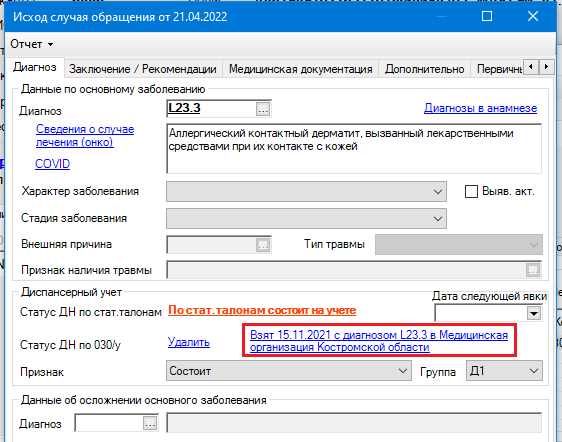 Исход случая обращения от 21.04.2022
Отчет
Диагноз Заключение / Рекомендации Медицинская документация Дополнительно Первичнь
Данные по основному заболеванию
Диагноз L23.3 ... Диагнозы в анамнезе
Сведения о случае
лечения (онко)
COVID
Аллергический контактный дерматит, вызванный лекарственными
средствами при их контакте с кожей
Характер заболевания Выяв. акт.
Стадия заболевания
Внешняя причина ... Тип травмы
Признак наличия травмы ...
Диспансерный учет
Дата следующей явки
Статус ДН по стат.талонам По стат.талонам состоит на учете
Статус ДН по 030/у Удалить
Взят 15.11.2021 с диагнозом L23.3 в Медицинская
организация Костромской области
Признак Состоит Группа Д1
Данные об осложнении основного заболевания
Диагноз ...